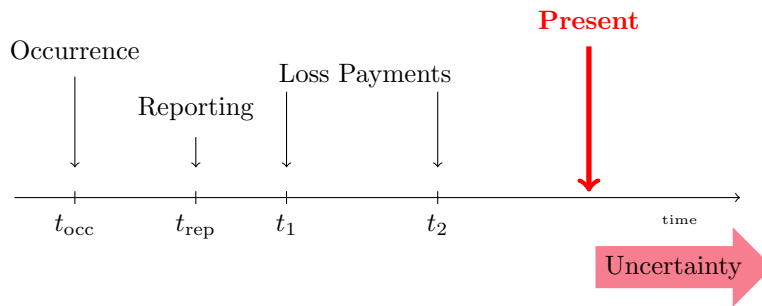 Present
Occurrence
Loss Payments
Reporting
t_occ
t_rep
t_1
t_2
time
Uncertainty